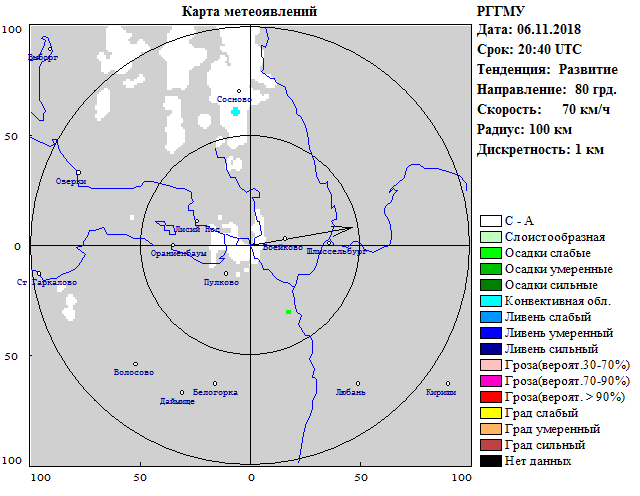 Карта метеоявлений
РГГМУ
Дата: 06.11.2018
Срок: 20:40 UTC
Тенденция: Развитие
Направление: 80 грд.
Скорость: 70 км/ч
Радиус: 100 км
Дискретность: 1 км
100
50
0
50
100
100
50
0
50
100
Выборг
Сосново
Озерки
Лисий Нос
Ораниенбаум
Воейково
Шлиссельбург
Ст Гаркалово
Пулково
Волосово
Даймище
Белогорка
Любань
Кириши
С - А
Слоистообразная
Осадки слабые
Осадки умеренные
Осадки сильные
Конвективная обл.
Ливень слабый
Ливень умеренный
Ливень сильный
Гроза(вероят.30-70%)
Гроза(вероят.70-90%)
Гроза(вероят. > 90%)
Град слабый
Град умеренный
Град сильный
Нет данных